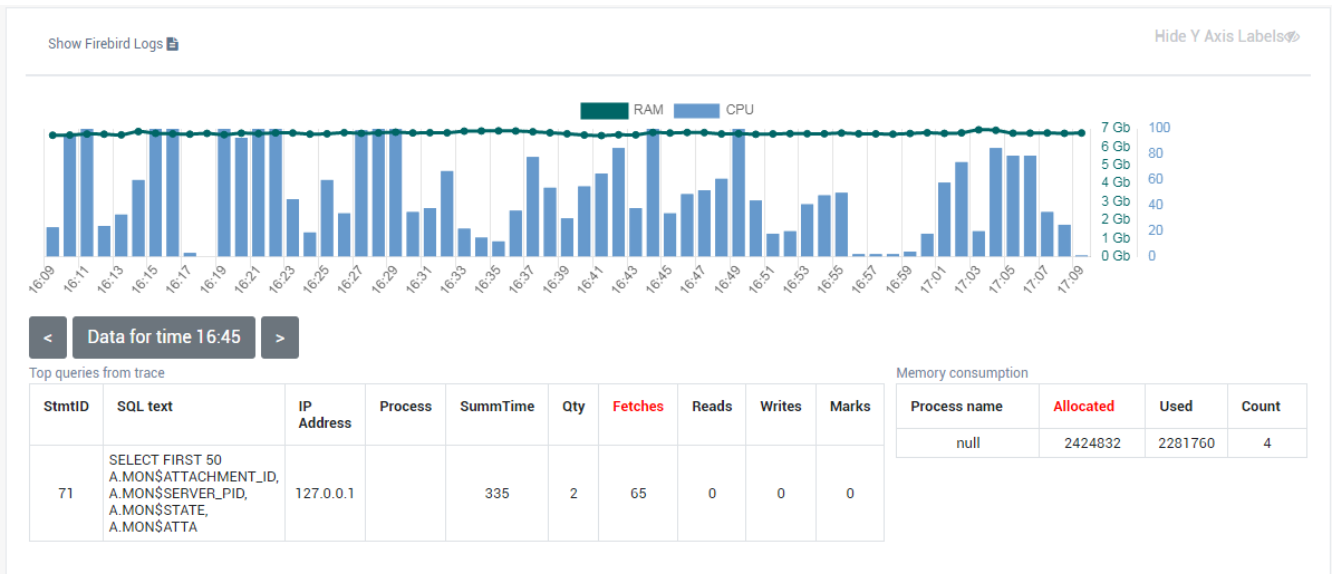 Show Firebird Logs
Hide Y Axis Labels
RAM CPU
7 Gb 100
6 Gb
80
5 Gb
4 Gb 60
3 Gb
40
2 Gb
20
1 Gb
0 Gb 0
16:09 16:11 16:13 16:15 16:17 16:19 16:21 16:23 16:25 16:27 16:29 16:31 16:33 16:35 16:37 16:39 16:41 16:43 16:45 16:47 16:49 16:51 16:53 16:55 16:57 16:59 17:01 17:03 17:05 17:07 17:09
< Data for time 16:45 >
Top queries from trace
StmtID SQL text IP Address Process SummTime Qty Fetches Reads Writes Marks
71 SELECT FIRST 50
A.MON$ATTACHMENT_ID,
A.MON$SERVER_PID,
A.MON$STATE,
A.MON$ATTA
127.0.0.1 335 2 65 0 0 0
Memory consumption
Process name Allocated Used Count
null 2424832 2281760 4